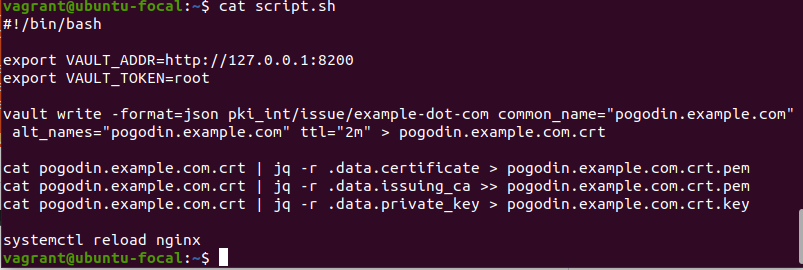 vagrant@ubuntu-focal:~$ cat script.sh
#!/bin/bash
export VAULT_ADDR=http://127.0.0.1:8200
export VAULT_TOKEN=root
vault write -format=json pki_int/issue/example-dot-com common_name="pogodin.example.com"
 alt_names="pogodin.example.com" ttl="2m" > pogodin.example.com.crt
cat pogodin.example.com.crt | jq -r .data.certificate > pogodin.example.com.crt.pem
cat pogodin.example.com.crt | jq -r .data.issuing_ca >> pogodin.example.com.crt.pem
cat pogodin.example.com.crt | jq -r .data.private_key > pogodin.example.com.crt.key
systemctl reload nginx
vagrant@ubuntu-focal:~$